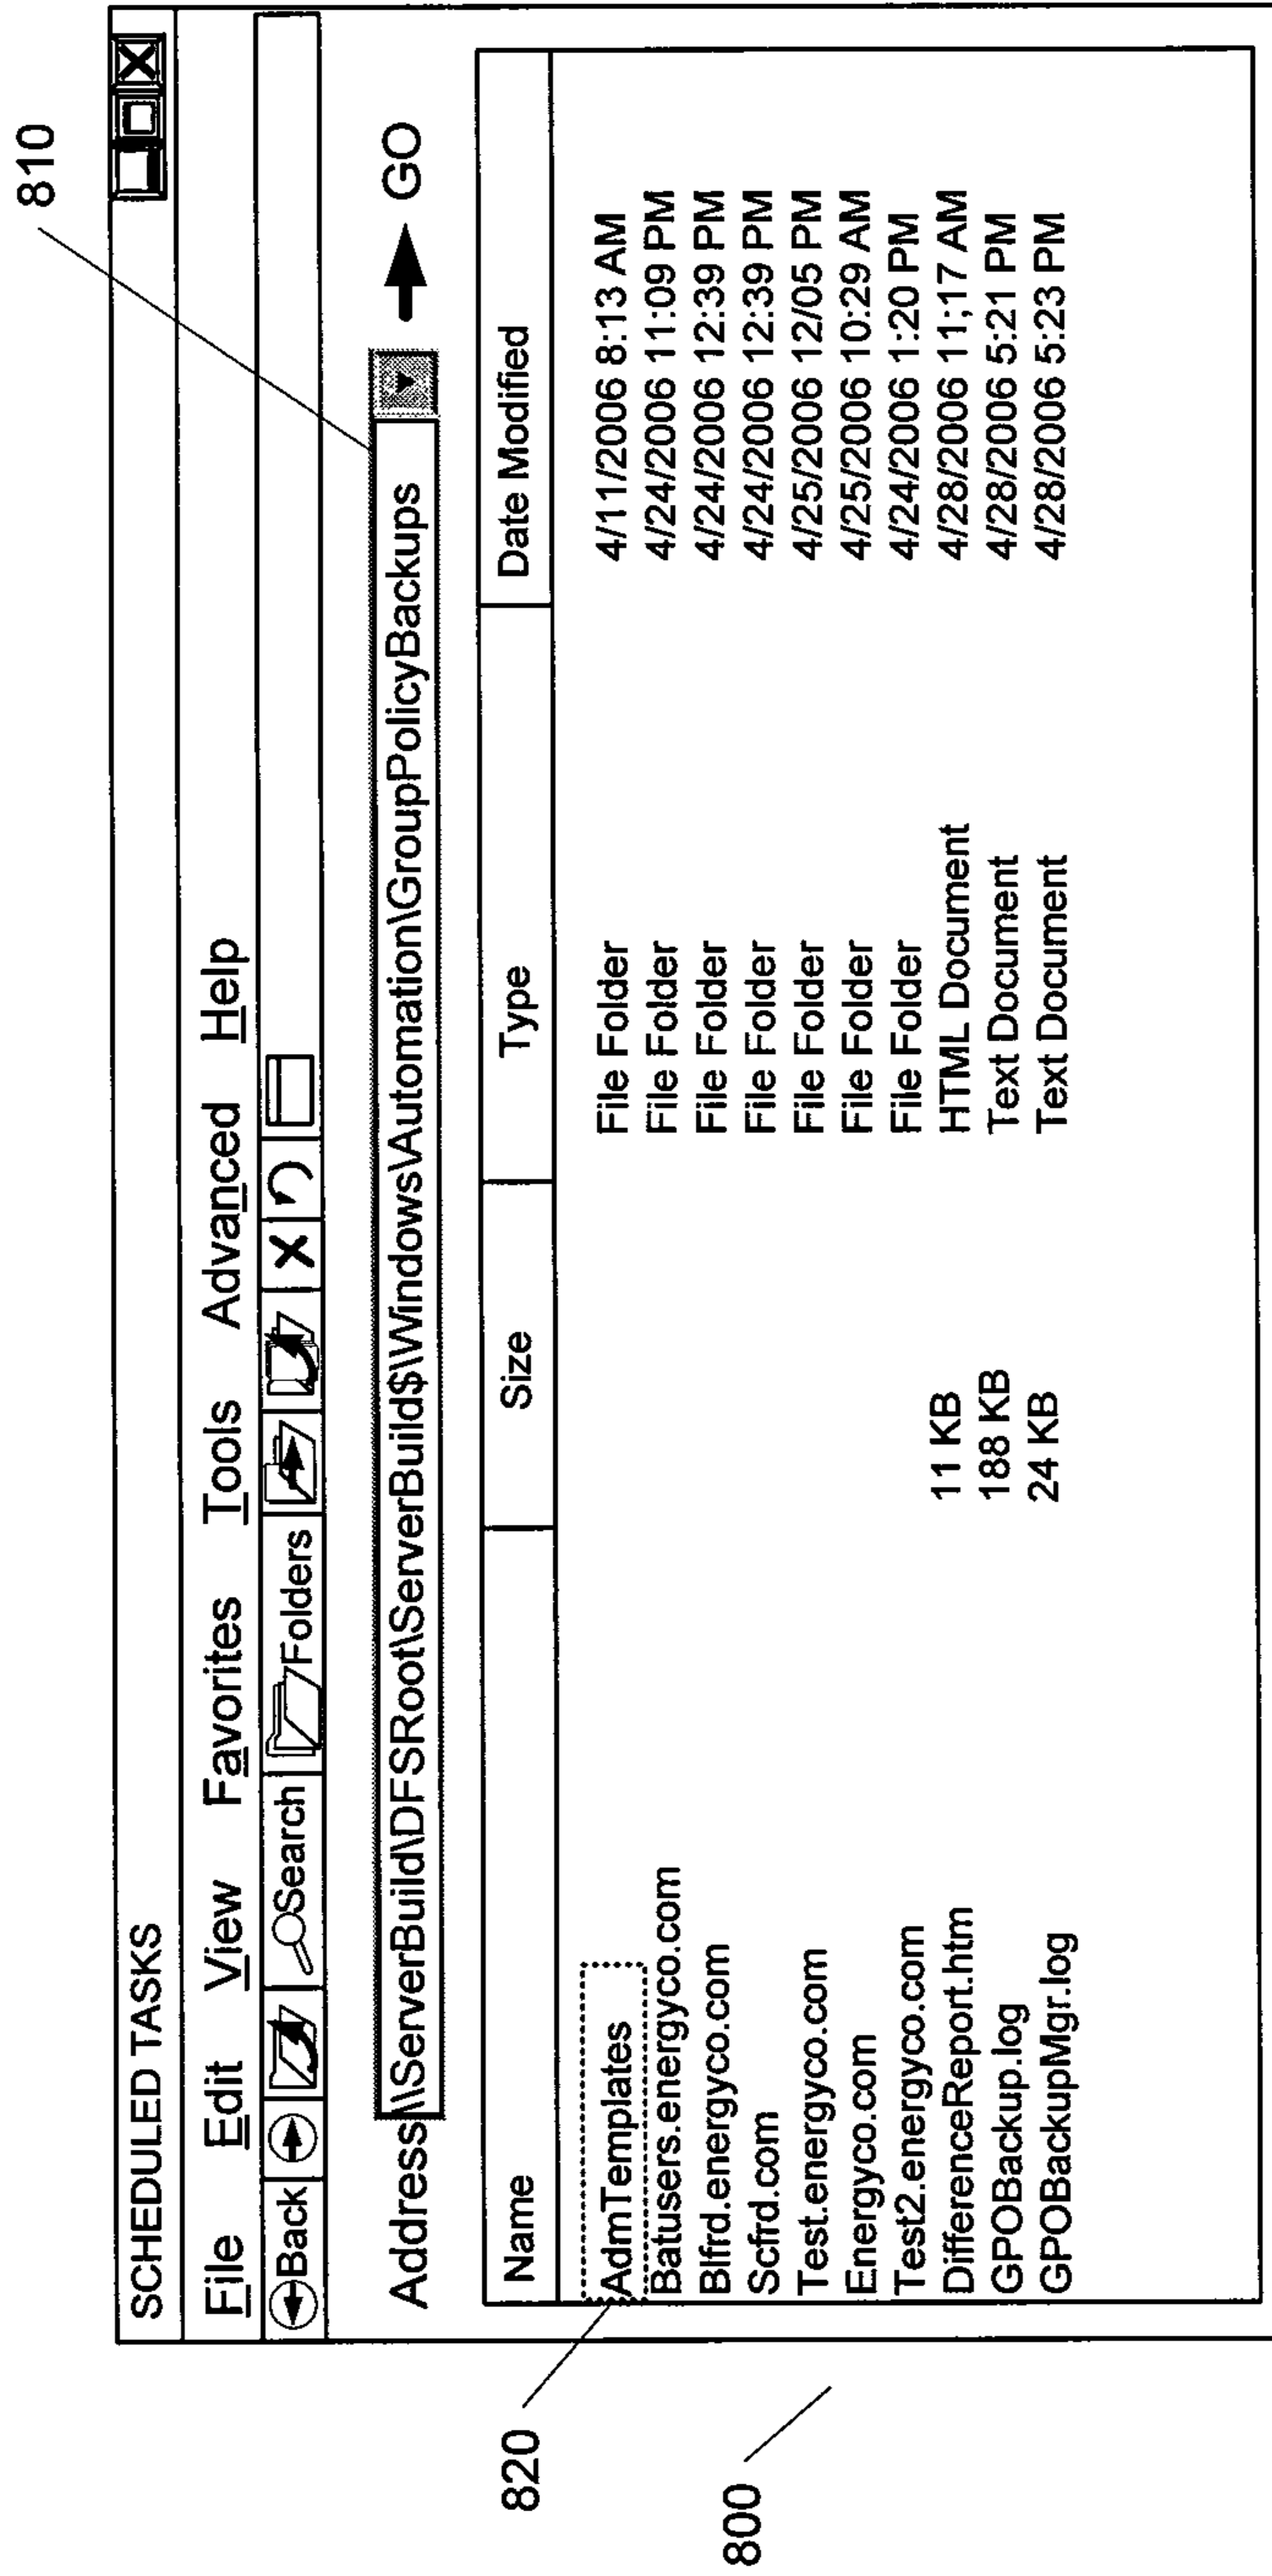 810
SCHEDULED TASKS
File Edit View Favorites Tools Advanced Help
Back Search Folders
Address \\ServerBuild\DFSRoot\ServerBuild$\Windows\Automation\GroupPolicyBackups GO
Name Size Type Date Modified
AdmTemplates File Folder 4/11/2006 8:13 AM
Batusers.energyco.com File Folder 4/24/2006 11:09 PM
Blfrd.energyco.com File Folder 4/24/2006 12:39 PM
Scfrd.com File Folder 4/24/2006 12:39 PM
Test.energyco.com File Folder 4/25/2006 12/05 PM
Energyco.com File Folder 4/25/2006 10:29 AM
Test2.energyco.com File Folder 4/24/2006 1:20 PM
DifferenceReport.htm 11 KB HTML Document 4/28/2006 11;17 AM
GPOBackup.log 188 KB Text Document 4/28/2006 5:21 PM
GPOBackupMgr.log 24 KB Text Document 4/28/2006 5:23 PM
820
800